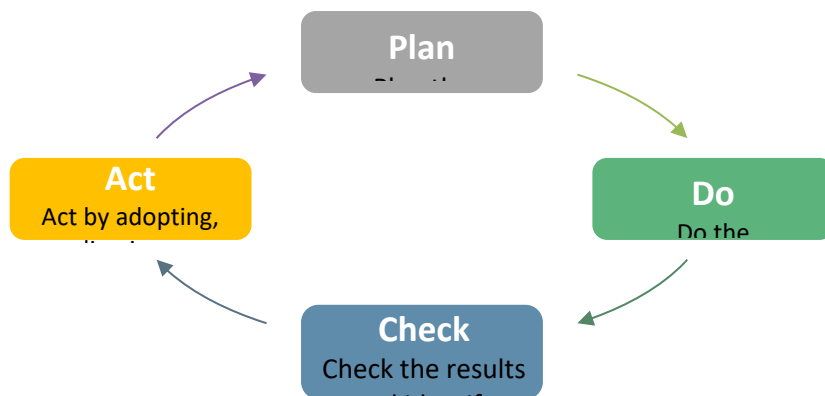 Plan
Do
Do the
Check
Check the results
Act
Act by adopting,